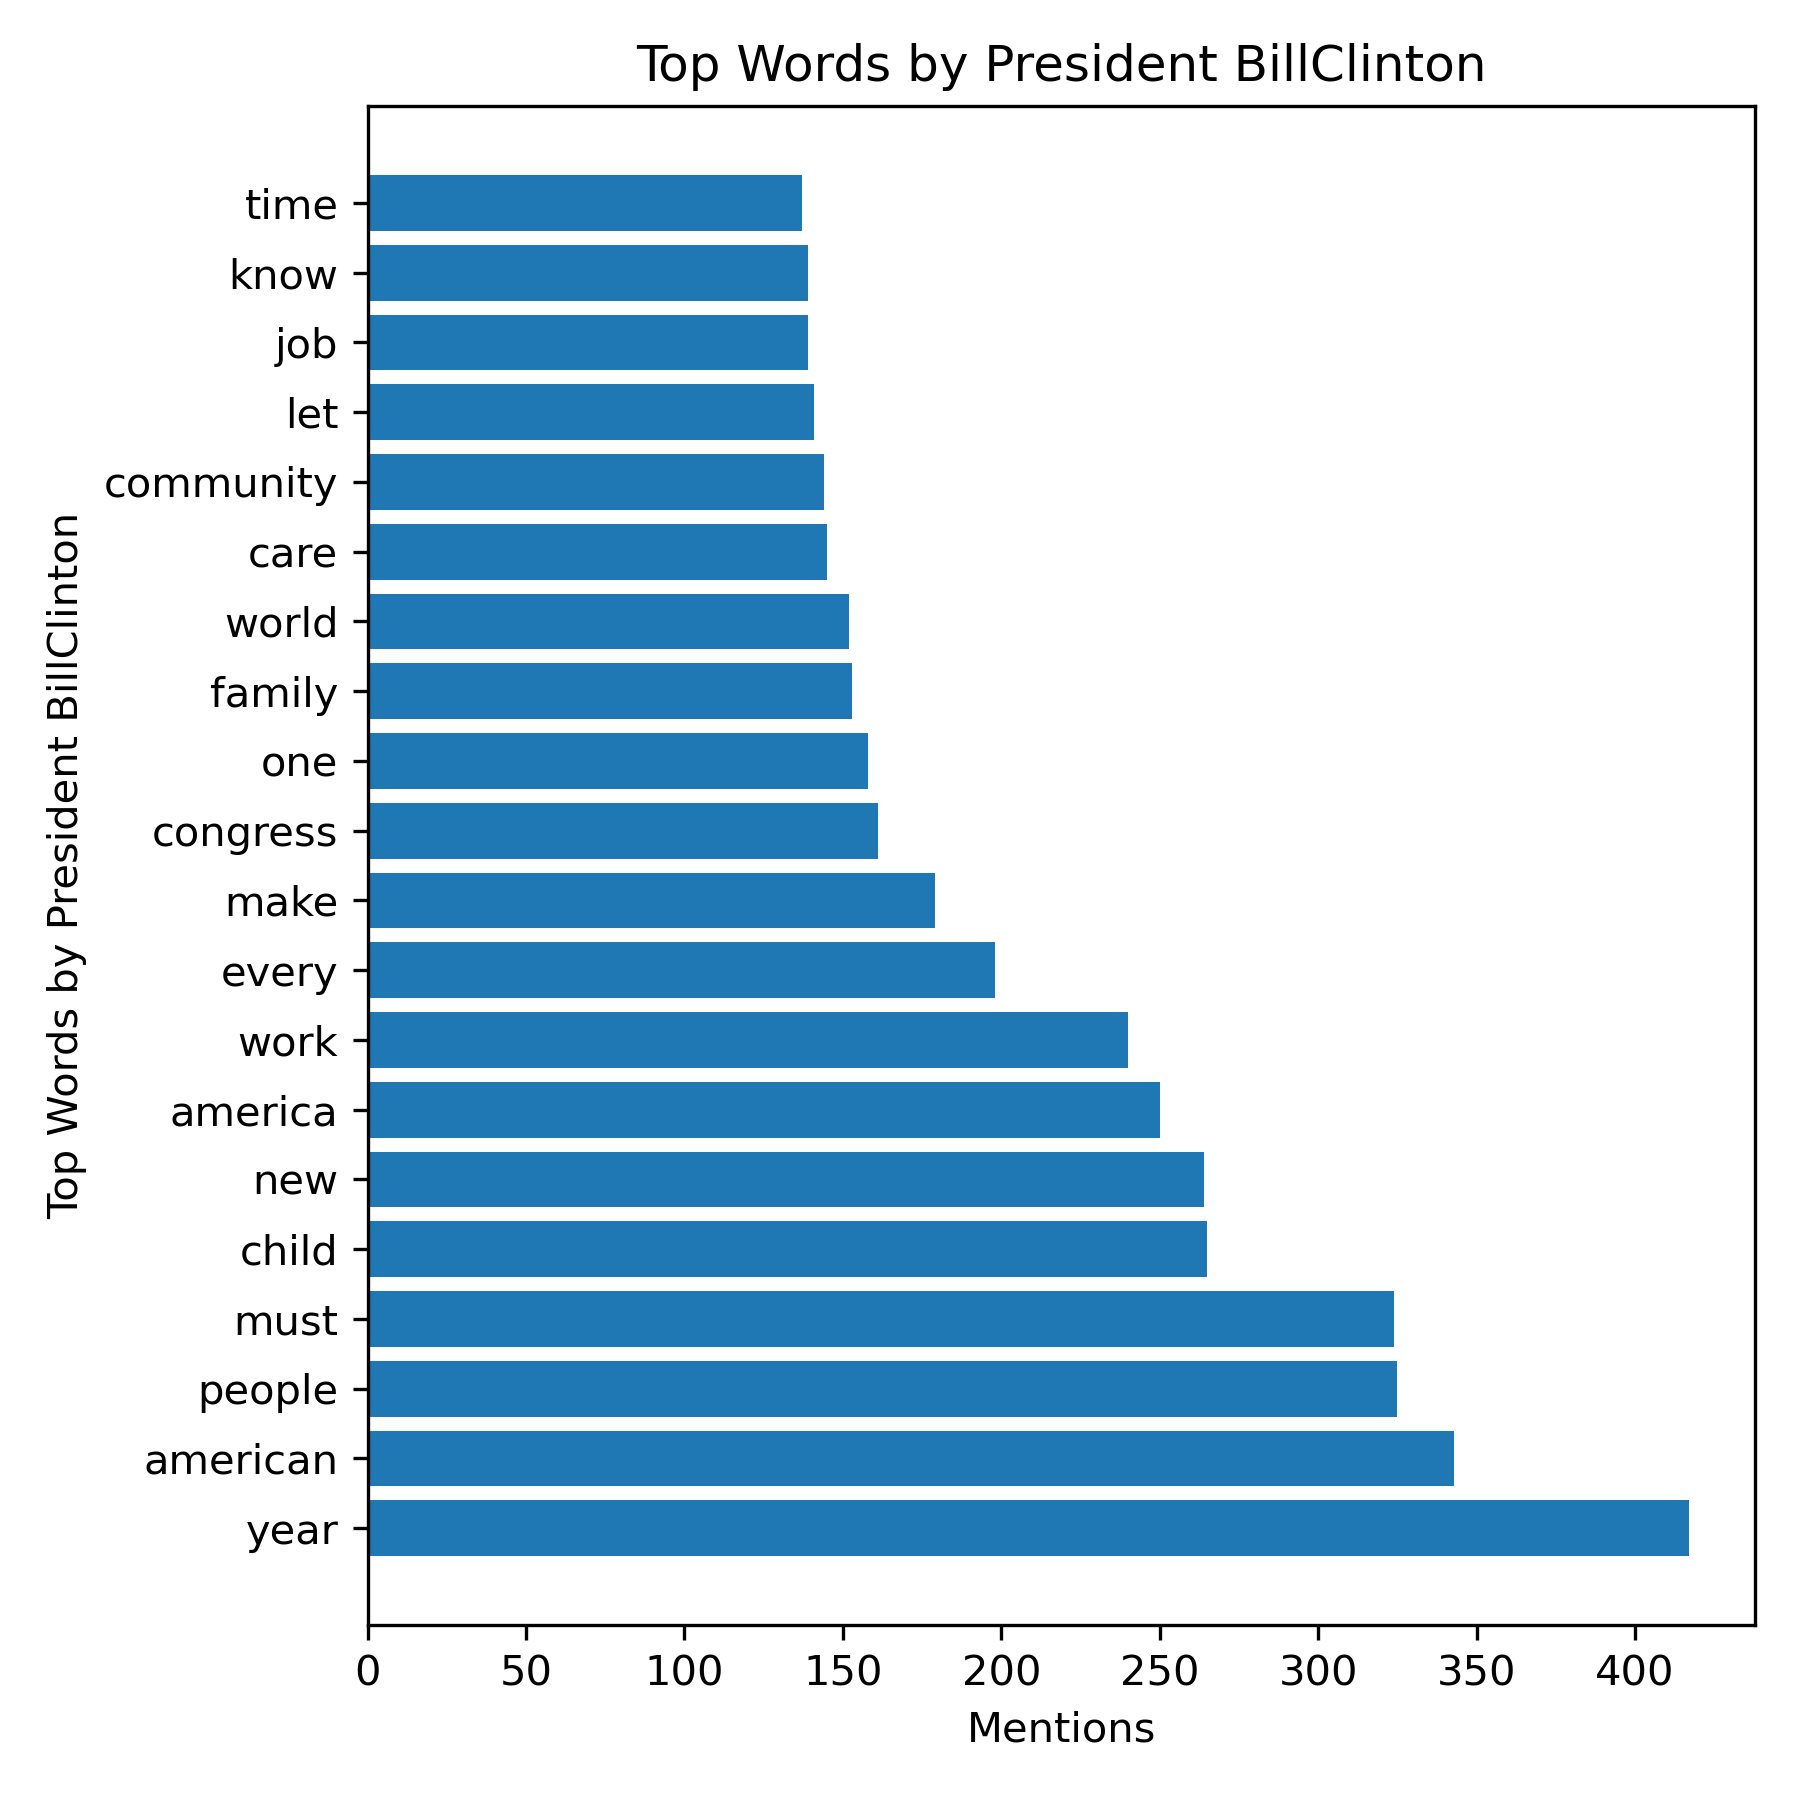 Top Words by President BillClinton
Top Words by President BillClinton
time
know
job
let
community
care
world
family
one
congress
make
every
work
america
new
child
must
people
american
year
0 50 100 150 200 250 300 350 400
Mentions